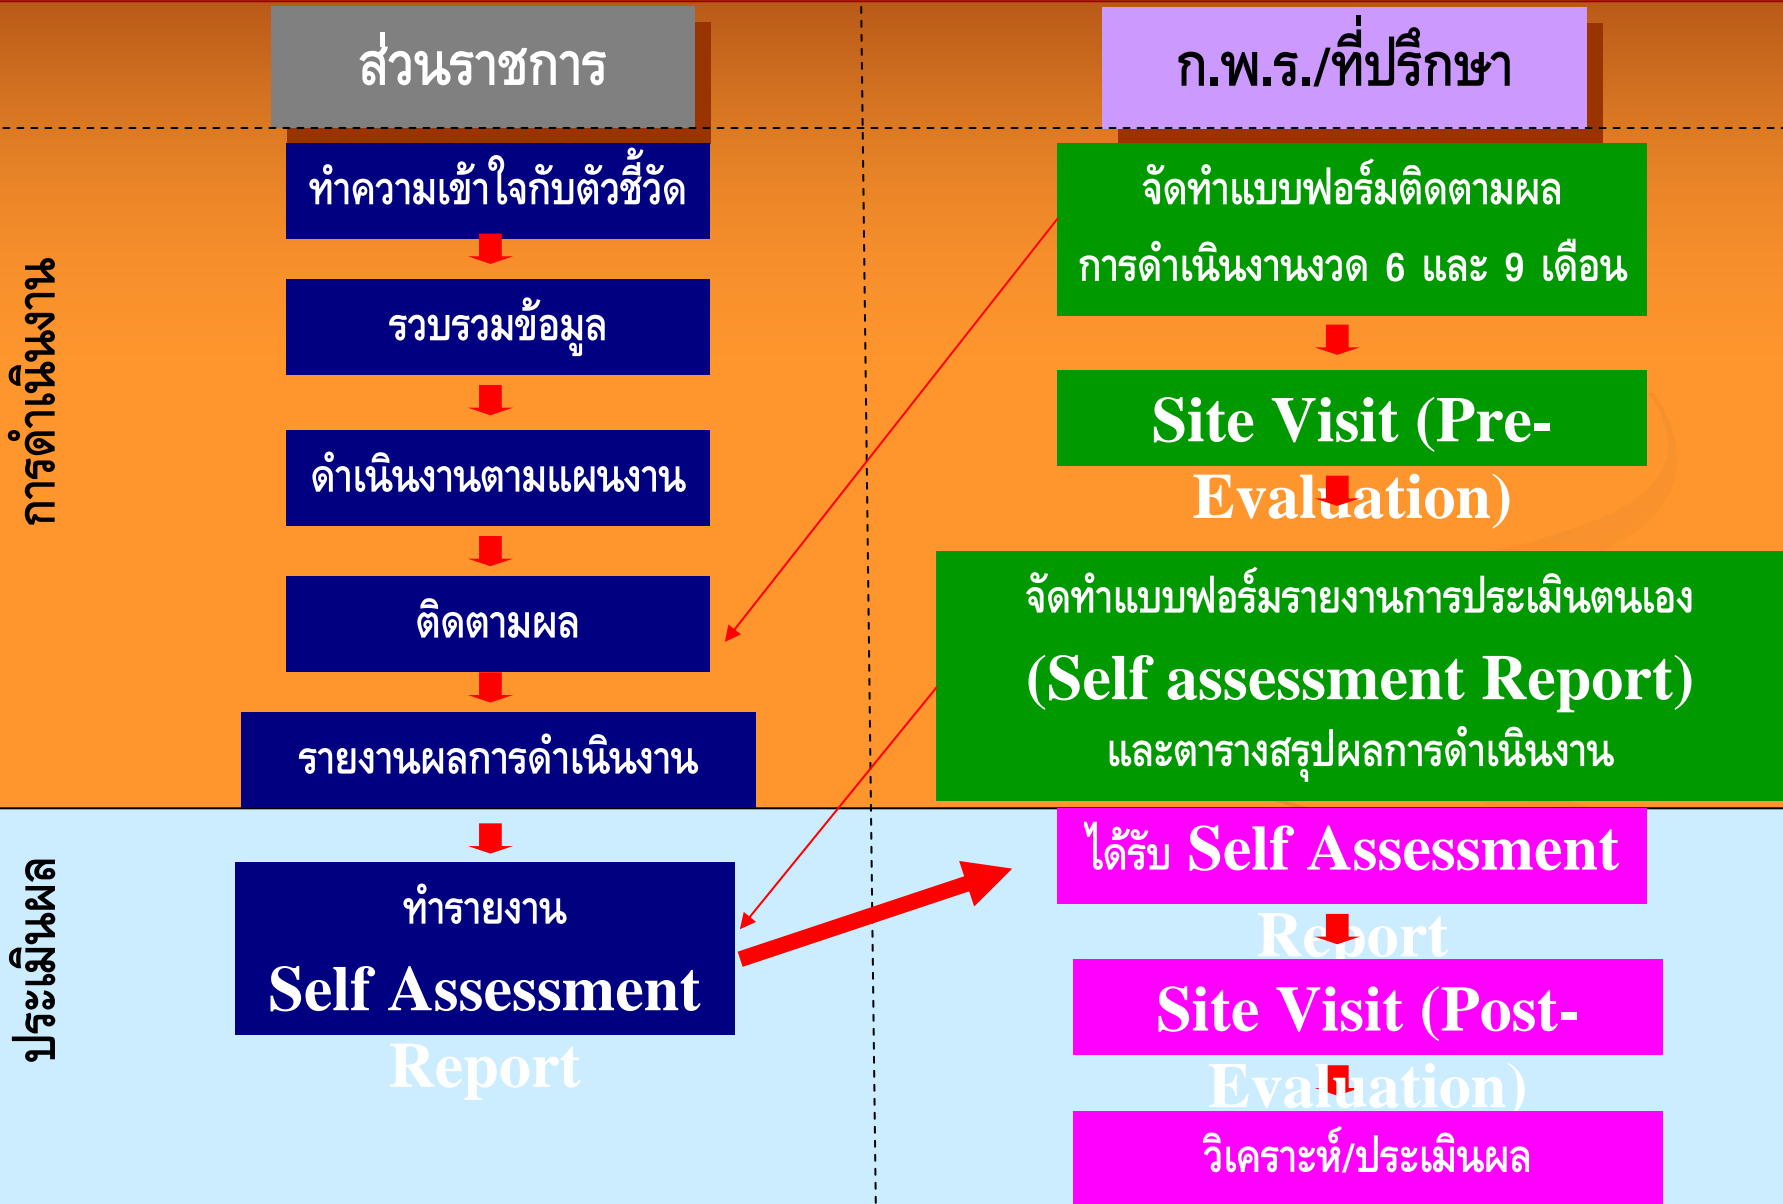 ส่วนราชการ
ก.พ.ร./ที่ปรึกษา
การดำเนินงาน
ทำความเข้าใจกับตัวชี้วัด
รวบรวมข้อมูล
ดำเนินงานตามแผนงาน
ติดตามผล
รายงานผลการดำเนินงาน
จัดทำแบบฟอร์มติดตามผล
การดำเนินงานงวด 6 และ 9 เดือน
Site Visit (Pre-
Evaluation)
จัดทำแบบฟอร์มรายงานการประเมินตนเอง
(Self assessment Report)
และตารางสรุปผลการดำเนินงาน
ประเมินผล
ทำรายงาน
Self Assessment
Report
ได้รับ Self Assessment
Report
Site Visit (Post-
Evaluation)
วิเคราะห์/ประเมินผล